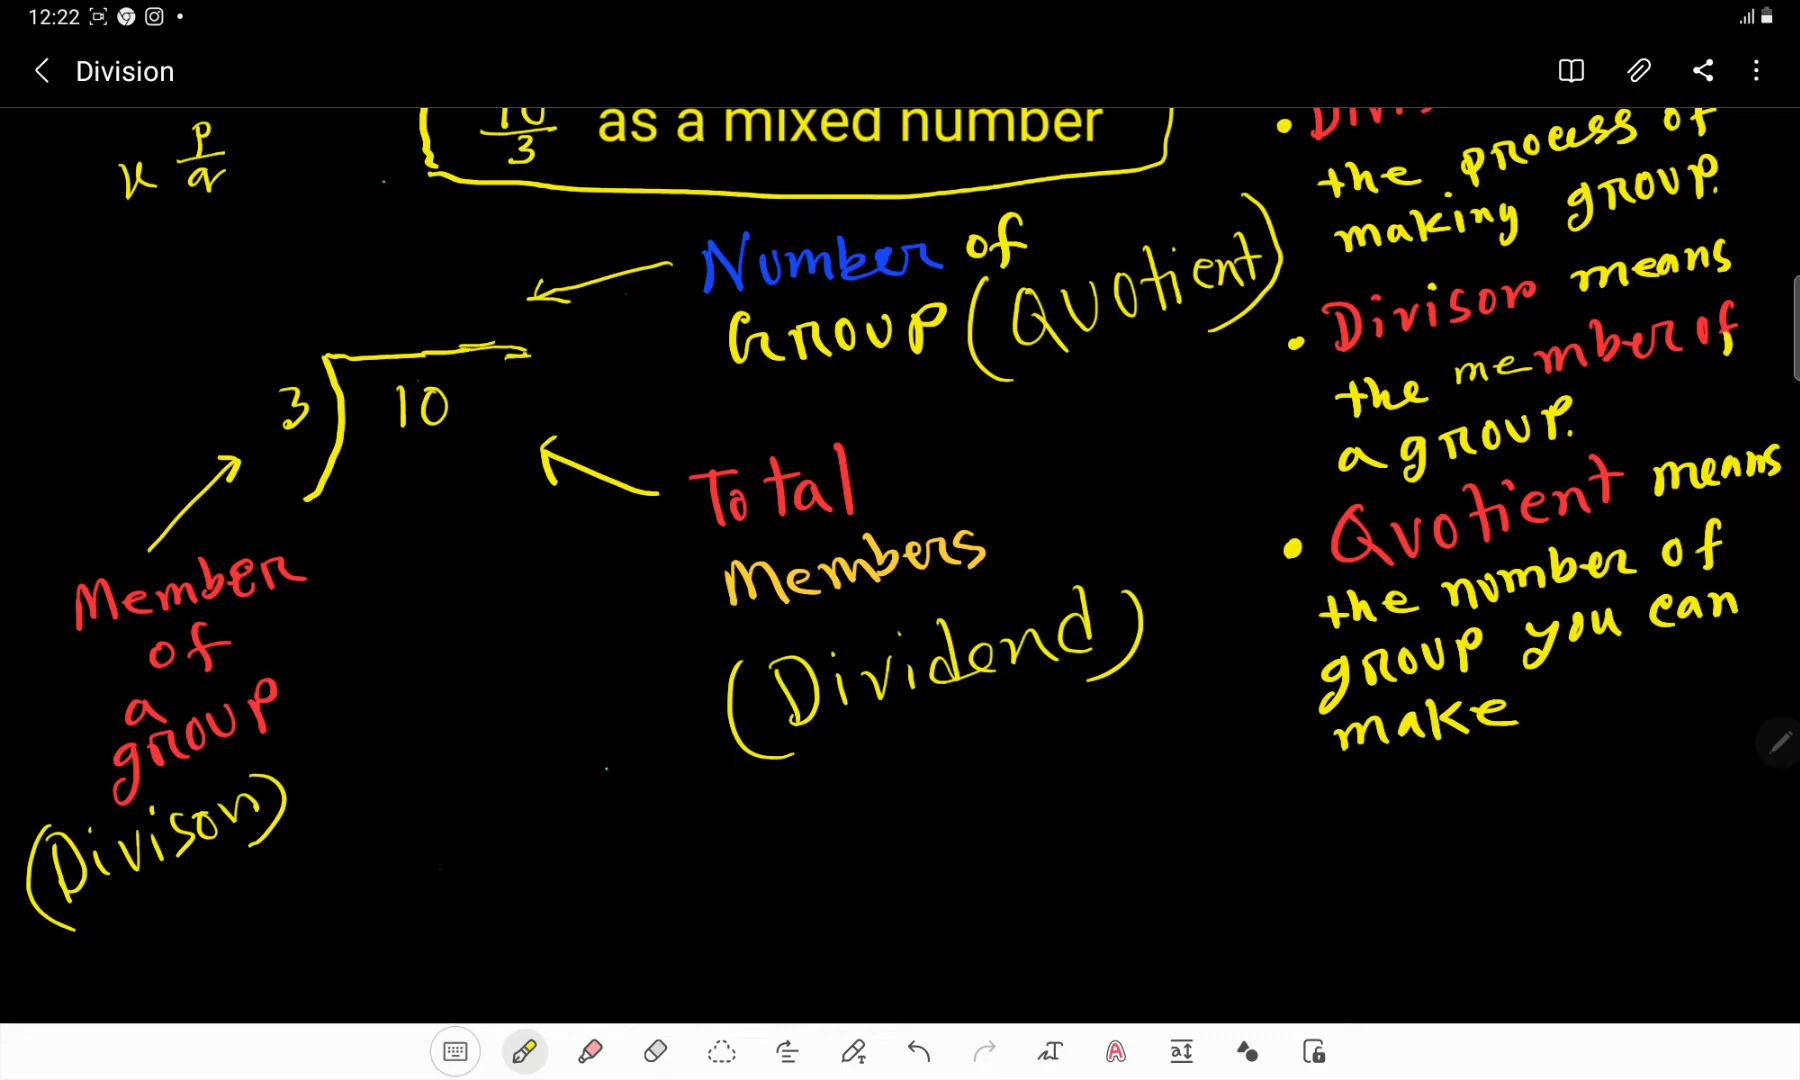 12:22
Division
10/3 as a mixed number
x p/q
the process of
making group.
Number of
Group (Quotient)
Divisor means
the member of
a group.
3 10
Total
Members
(Dividend)
Quotient means
the number of
group you can
make
Member
of
a
group
(Divisor)